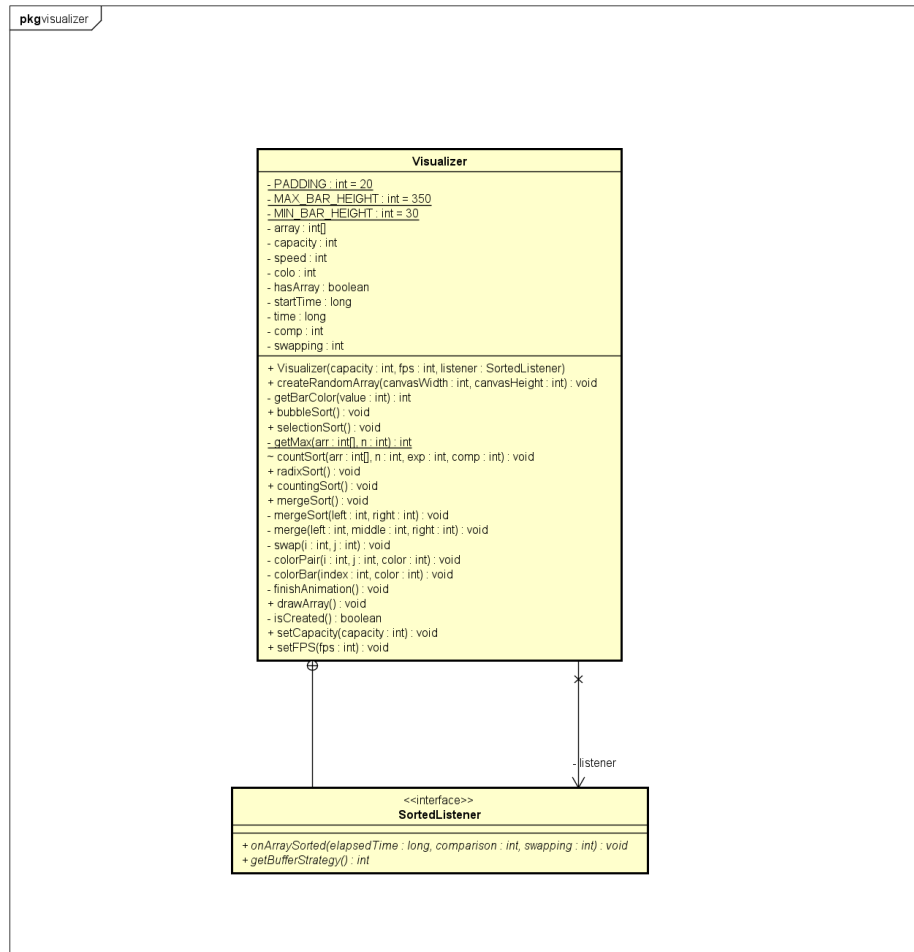 pkg visualizer
Visualizer
- PADDING : int = 20
- MAX_BAR_HEIGHT : int = 350
- MIN_BAR_HEIGHT : int = 30
- array : int[]
- capacity : int
- speed : int
- colo : int
- hasArray : boolean
- startTime : long
- time : long
- comp : int
- swapping : int
+ Visualizer(capacity : int, fps : int, listener : SortedListener)
+ createRandomArray(canvasWidth : int, canvasHeight : int) : void
- getBarColor(value : int) : int
+ bubbleSort() : void
+ selectionSort() : void
- getMax(arr : int[], n : int) : int
~ countSort(arr : int[], n : int, exp : int, comp : int) : void
+ radixSort() : void
+ countingSort() : void
+ mergeSort() : void
- mergeSort(left : int, right : int) : void
- merge(left : int, middle : int, right : int) : void
- swap(i : int, j : int) : void
- colorPair(i : int, j : int, color : int) : void
- colorBar(index : int, color : int) : void
- finishAnimation() : void
+ drawArray() : void
- isCreated() : boolean
+ setCapacity(capacity : int) : void
+ setFPS(fps : int) : void
- listener
<<interface>>
SortedListener
+ onArraySorted(elapsedTime : long, comparison : int, swapping : int) : void
+ getBufferStrategy() : int